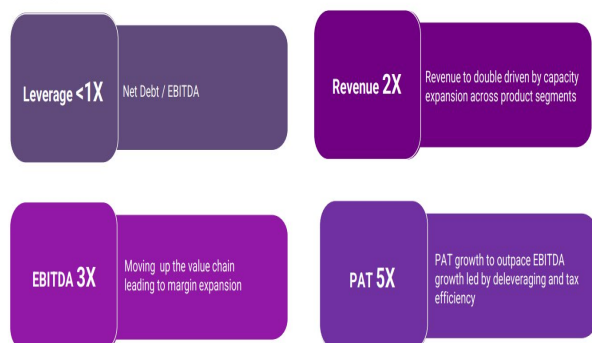 Leverage <1X
Net Debt / EBITDA
Revenue 2X
Revenue to double driven by capacity
expansion across product segments
EBITDA 3X
Moving up the value chain
leading to margin expansion
PAT 5X
PAT growth to outpace EBITDA
growth led by deleveraging and tax
efficiency